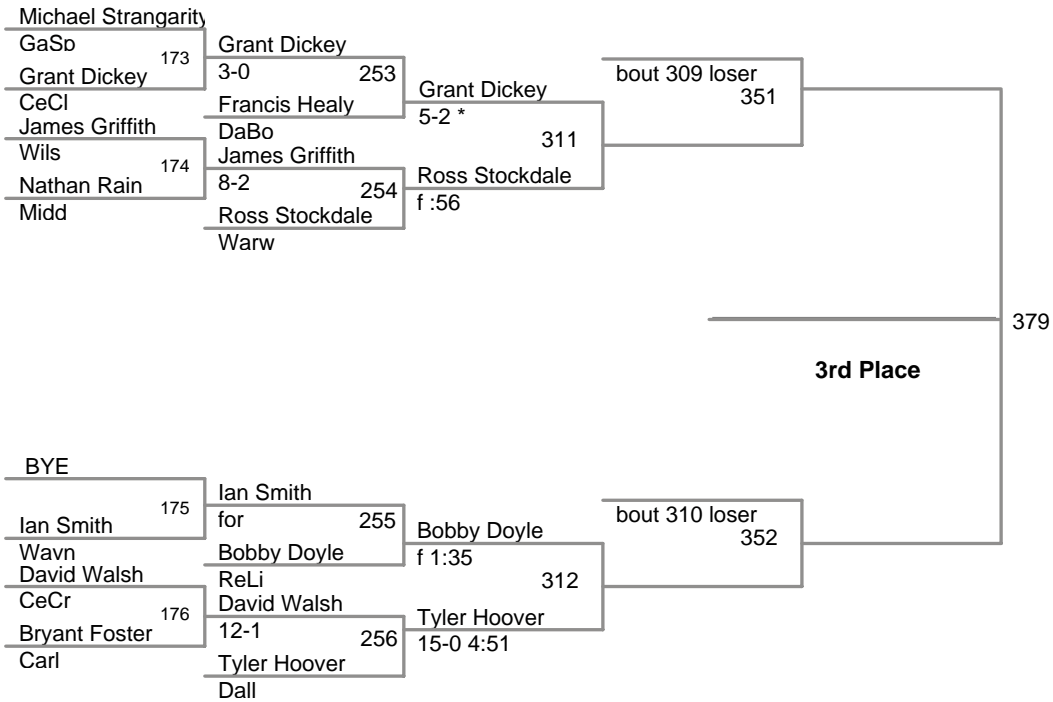 Michael Strangarity
GaSp
173
Grant Dickey
CeCl
James Griffith
Wils
174
Nathan Rain
Midd
Grant Dickey
3-0
253
Francis Healy
DaBo
James Griffith
8-2
254
Ross Stockdale
Warw
Grant Dickey
5-2 *
311
Ross Stockdale
f :56
bout 309 loser
351
379
3rd Place
BYE
175
Ian Smith
Wayn
David Walsh
CeCr
176
Bryant Foster
Carl
Ian Smith
for
255
Bobby Doyle
ReLi
David Walsh
12-1
256
Tyler Hoover
Dall
Bobby Doyle
f 1:35
312
Tyler Hoover
15-0 4:51
bout 310 loser
352